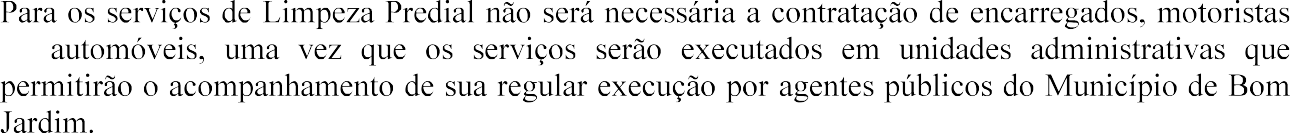 Para os serviços de Limpeza Predial não será necessária a contratação de encarregados, motoristas
automóveis, uma vez que os serviços serão executados em unidades administrativas que
permitirão o acompanhamento de sua regular execução por agentes públicos do Município de Bom
Jardim.